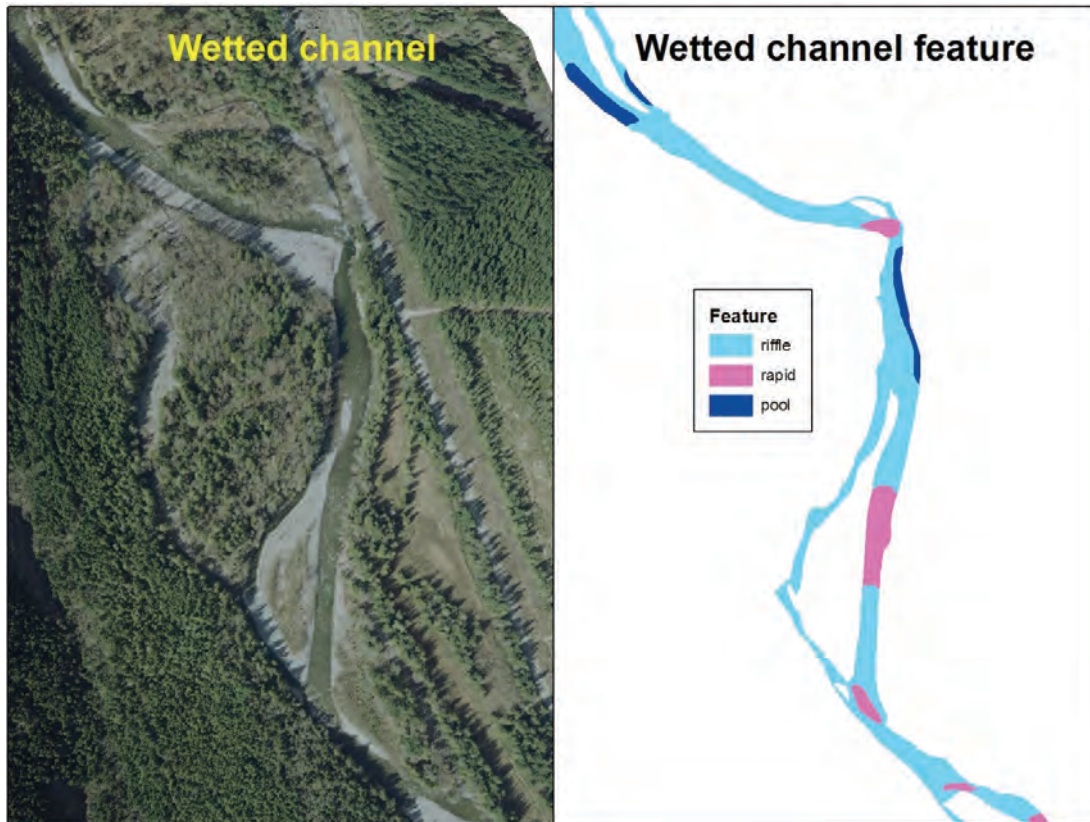 Wetted channel
Wetted channel feature
Feature
riffle
rapid
pool